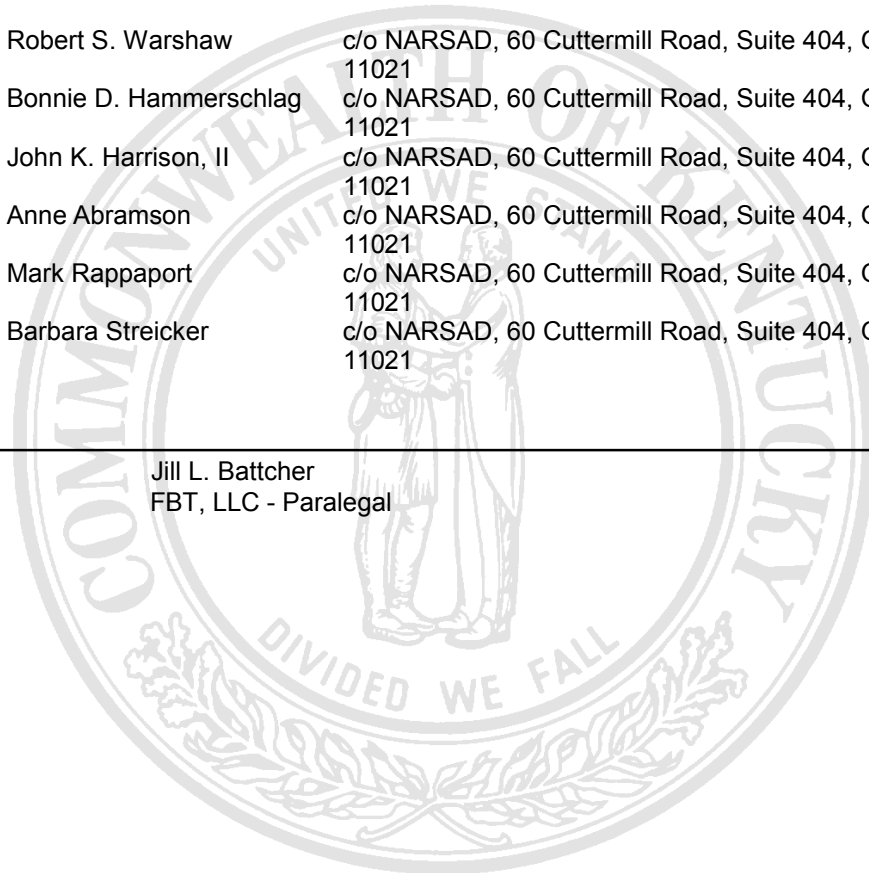 Robert S. Warshaw c/o NARSAD, 60 Cuttermill Road, Suite 404,
11021
Bonnie D. Hammerschlag c/o NARSAD, 60 Cuttermill Road, Suite 404,
11021
John K. Harrison, II c/o NARSAD, 60 Cuttermill Road, Suite 404,
11021
Anne Abramson c/o NARSAD, 60 Cuttermill Road, Suite 404,
11021
Mark Rappaport c/o NARSAD, 60 Cuttermill Road, Suite 404,
11021
Barbara Streicker c/o NARSAD, 60 Cuttermill Road, Suite 404,
11021
Jill L. Battcher
FBT, LLC - Paralegal
COMMONWEALTH OF KENTUCKY
UNITED WE STAND
DIVIDED WE FALL